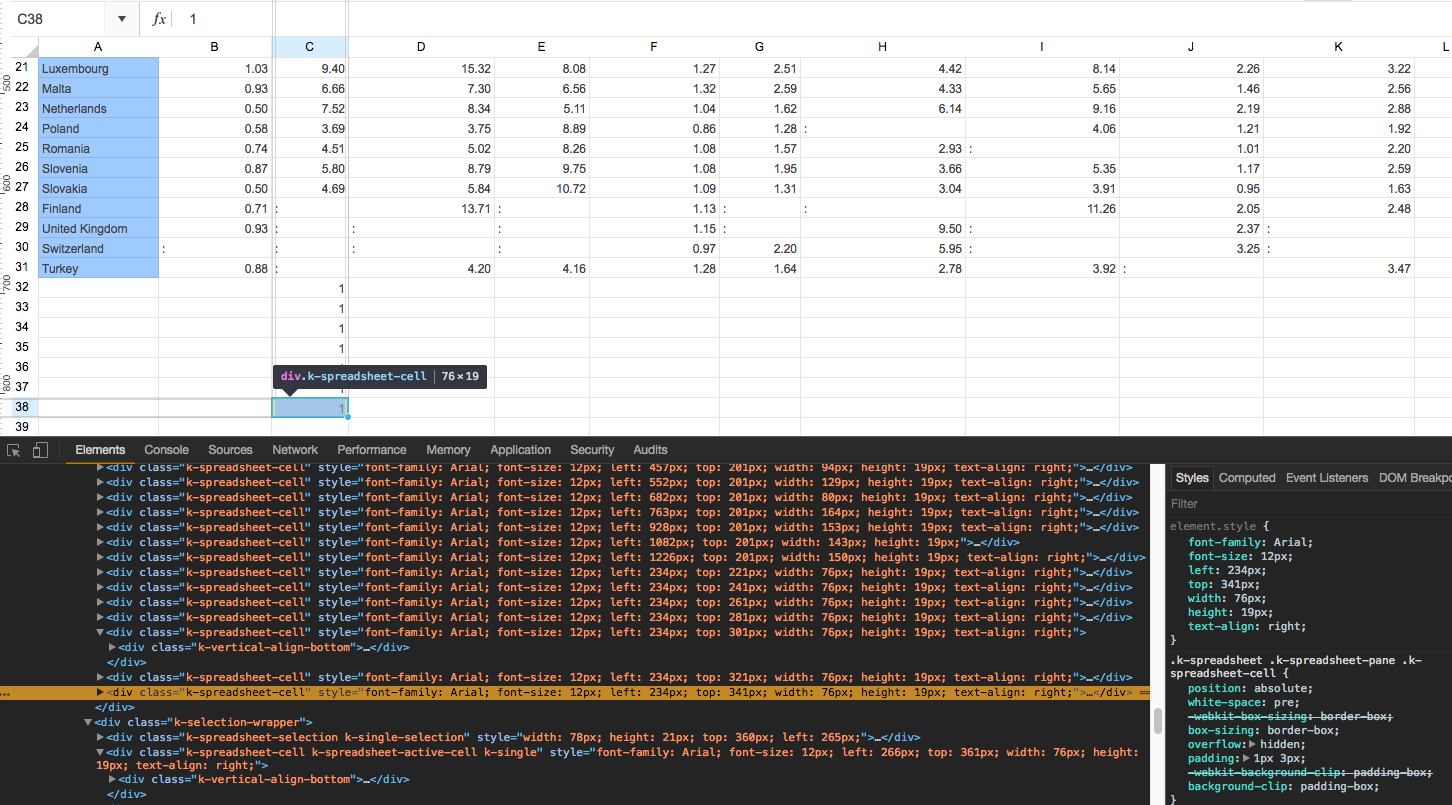 C38 ▼ fx 1
A B C D E F G H I J K L
21 Luxembourg 1.03 9.40 15.32 8.08 1.27 2.51 4.42 8.14 2.26 3.22
500
22 Malta 0.93 6.66 7.30 6.56 1.32 2.59 4.33 5.65 1.46 2.56
23 Netherlands 0.50 7.52 8.34 5.11 1.04 1.62 6.14 9.16 2.19 2.88
24 Poland 0.58 3.69 3.75 8.89 0.86 1.28 : 4.06 1.21 1.92
25 Romania 0.74 4.51 5.02 8.26 1.08 1.57 2.93 : 1.01 2.20
26 Slovenia 0.87 5.80 8.79 9.75 1.08 1.95 3.66 5.35 1.17 2.59
600
27 Slovakia 0.50 4.69 5.84 10.72 1.09 1.31 3.04 3.91 0.95 1.63
28 Finland 0.71 : 13.71 : 1.13 : : 11.26 2.05 2.48
29 United Kingdom 0.93 : : : 1.15 : 9.50 : 2.37 :
30 Switzerland : : : : 0.97 2.20 5.95 : 3.25 :
31 Turkey 0.88 : 4.20 4.16 1.28 1.64 2.78 3.92 : 3.47
700
32 1
33 1
34 1
35 1
36
div.k-spreadsheet-cell | 76 × 19
800
37
38 1
39
Elements Console Sources Network Performance Memory Application Security Audits
▶<div class="k-spreadsheet-cell" style="font-family: Arial; font-size: 12px; left: 457px; top: 201px; width: 94px; height: 19px; text-align: right;">…</div>
▶<div class="k-spreadsheet-cell" style="font-family: Arial; font-size: 12px; left: 552px; top: 201px; width: 129px; height: 19px; text-align: right;">…</div>
▶<div class="k-spreadsheet-cell" style="font-family: Arial; font-size: 12px; left: 682px; top: 201px; width: 80px; height: 19px; text-align: right;">…</div>
▶<div class="k-spreadsheet-cell" style="font-family: Arial; font-size: 12px; left: 763px; top: 201px; width: 164px; height: 19px; text-align: right;">…</div>
▶<div class="k-spreadsheet-cell" style="font-family: Arial; font-size: 12px; left: 928px; top: 201px; width: 153px; height: 19px; text-align: right;">…</div>
▶<div class="k-spreadsheet-cell" style="font-family: Arial; font-size: 12px; left: 1082px; top: 201px; width: 143px; height: 19px;">…</div>
▶<div class="k-spreadsheet-cell" style="font-family: Arial; font-size: 12px; left: 1226px; top: 201px; width: 150px; height: 19px; text-align: right;">…</div>
▶<div class="k-spreadsheet-cell" style="font-family: Arial; font-size: 12px; left: 234px; top: 221px; width: 76px; height: 19px; text-align: right;">…</div>
▶<div class="k-spreadsheet-cell" style="font-family: Arial; font-size: 12px; left: 234px; top: 241px; width: 76px; height: 19px; text-align: right;">…</div>
▶<div class="k-spreadsheet-cell" style="font-family: Arial; font-size: 12px; left: 234px; top: 261px; width: 76px; height: 19px; text-align: right;">…</div>
▶<div class="k-spreadsheet-cell" style="font-family: Arial; font-size: 12px; left: 234px; top: 281px; width: 76px; height: 19px; text-align: right;">…</div>
▼<div class="k-spreadsheet-cell" style="font-family: Arial; font-size: 12px; left: 234px; top: 301px; width: 76px; height: 19px; text-align: right;">
▶<div class="k-vertical-align-bottom">…</div>
</div>
▶<div class="k-spreadsheet-cell" style="font-family: Arial; font-size: 12px; left: 234px; top: 321px; width: 76px; height: 19px; text-align: right;">…</div>
… ▶<div class="k-spreadsheet-cell" style="font-family: Arial; font-size: 12px; left: 234px; top: 341px; width: 76px; height: 19px; text-align: right;">…</div> ==
</div>
▼<div class="k-selection-wrapper">
▶<div class="k-spreadsheet-selection k-single-selection" style="width: 78px; height: 21px; top: 360px; left: 265px;">…</div>
▼<div class="k-spreadsheet-cell k-spreadsheet-active-cell k-single" style="font-family: Arial; font-size: 12px; left: 266px; top: 361px; width: 76px; height:
19px; text-align: right;">
▶<div class="k-vertical-align-bottom">…</div>
</div>
Styles Computed Event Listeners DOM Breakpo
Filter
element.style {
font-family: Arial;
font-size: 12px;
left: 234px;
top: 341px;
width: 76px;
height: 19px;
text-align: right;
}
.k-spreadsheet .k-spreadsheet-pane .k-
spreadsheet-cell {
position: absolute;
white-space: pre;
-webkit-box-sizing: border-box;
box-sizing: border-box;
overflow:▶hidden;
padding:▶1px 3px;
-webkit-background-clip: padding-box;
background-clip: padding-box;
}